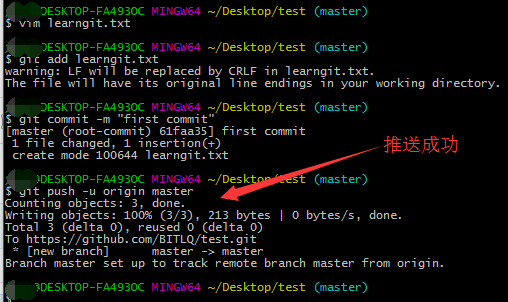 DESKTOP-FA493OC MINGW64 ~/Desktop/test (master)
$ vim learngit.txt
DESKTOP-FA493OC MINGW64 ~/Desktop/test (master)
$ git add learngit.txt
warning: LF will be replaced by CRLF in learngit.txt.
The file will have its original line endings in your working directory.
DESKTOP-FA493OC MINGW64 ~/Desktop/test (master)
$ git commit -m "first commit"
[master (root-commit) 61faa35] first commit
1 file changed, 1 insertion(+)
create mode 100644 learngit.txt
推送成功
@DESKTOP-FA493OC MINGW64 ~/Desktop/test (master)
$ git push -u origin master
Counting objects: 3, done.
Writing objects: 100% (3/3), 213 bytes | 0 bytes/s, done.
Total 3 (delta 0), reused 0 (delta 0)
To https://github.com/BITLQ/test.git
* [new branch] master -> master
Branch master set up to track remote branch master from origin.
@DESKTOP-FA493OC MINGW64 ~/Desktop/test (master)
$